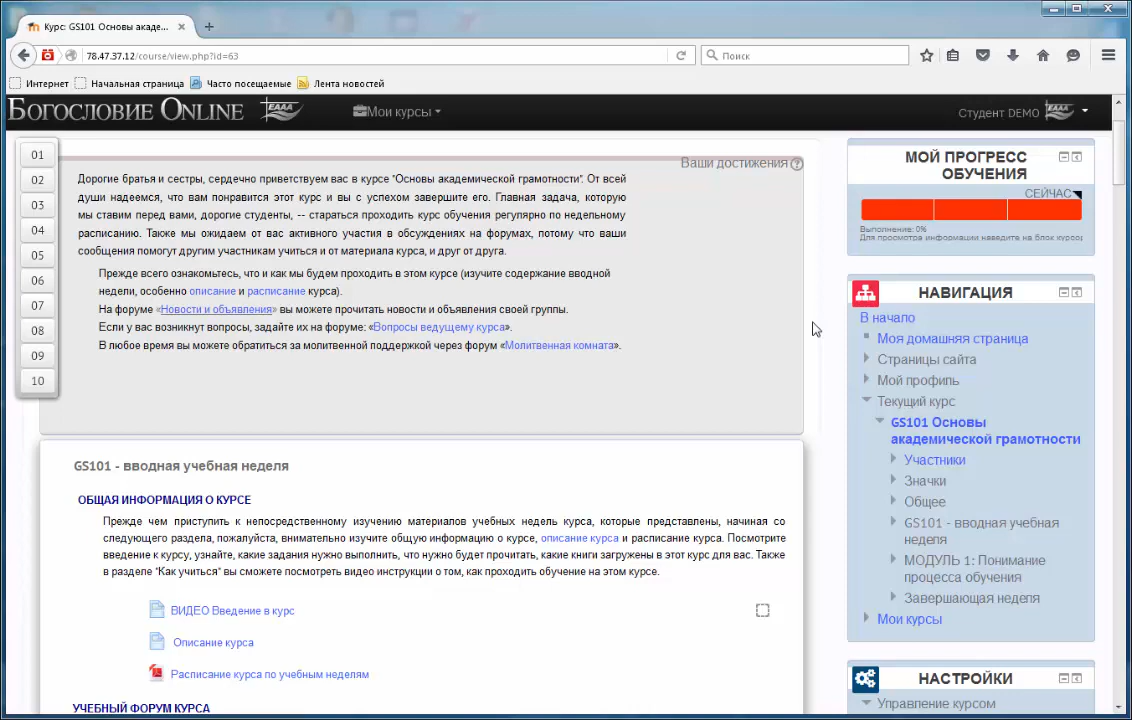 Курс: GS101 Основы акаде...
78.47.37.12/course/view.php?id=63
Поиск
Интернет
Начальная страница
Часто посещаемые
Лента новостей
БОГОСЛОВИЕ ONLINE ЕААА
Мои курсы
Студент DEMO
01
02
03
04
05
06
07
08
09
10
Ваши достижения
Дорогие братья и сестры, сердечно приветствуем вас в курсе "Основы академической грамотности". От всей
души надеемся, что вам понравится этот курс и вы с успехом завершите его. Главная задача, которую
мы ставим перед вами, дорогие студенты, -- стараться проходить курс обучения регулярно по недельному
расписанию. Также мы ожидаем от вас активного участия в обсуждениях на форумах, потому что ваши
сообщения помогут другим участникам учиться и от материала курса, и друг от друга.
Прежде всего ознакомьтесь, что и как мы будем проходить в этом курсе (изучите содержание вводной
недели, особенно описание и расписание курса).
На форуме «Новости и объявления» вы можете прочитать новости и объявления своей группы.
Если у вас возникнут вопросы, задайте их на форуме: «Вопросы ведущему курса».
В любое время вы можете обратиться за молитвенной поддержкой через форум «Молитвенная комната».
GS101 - вводная учебная неделя
ОБЩАЯ ИНФОРМАЦИЯ О КУРСЕ
Прежде чем приступить к непосредственному изучению материалов учебных недель курса, которые представлены, начиная со
следующего раздела, пожалуйста, внимательно изучите общую информацию о курсе, описание курса и расписание курса. Посмотрите
введение к курсу, узнайте, какие задания нужно выполнить, что нужно будет прочитать, какие книги загружены в этот курс для вас. Также
в разделе "Как учиться" вы сможете посмотреть видео инструкции о том, как проходить обучение на этом курсе.
ВИДЕО Введение в курс
Описание курса
Расписание курса по учебным неделям
УЧЕБНЫЙ ФОРУМ КУРСА
МОЙ ПРОГРЕСС
ОБУЧЕНИЯ
СЕЙЧАС
Выполнение: 0%
Для просмотра информации наведите на блок курсор
НАВИГАЦИЯ
В начало
Моя домашняя страница
Страницы сайта
Мой профиль
Текущий курс
GS101 Основы
академической грамотности
Участники
Значки
Общее
GS101 - вводная учебная
неделя
МОДУЛЬ 1: Понимание
процесса обучения
Завершающая неделя
Мои курсы
НАСТРОЙКИ
Управление курсом